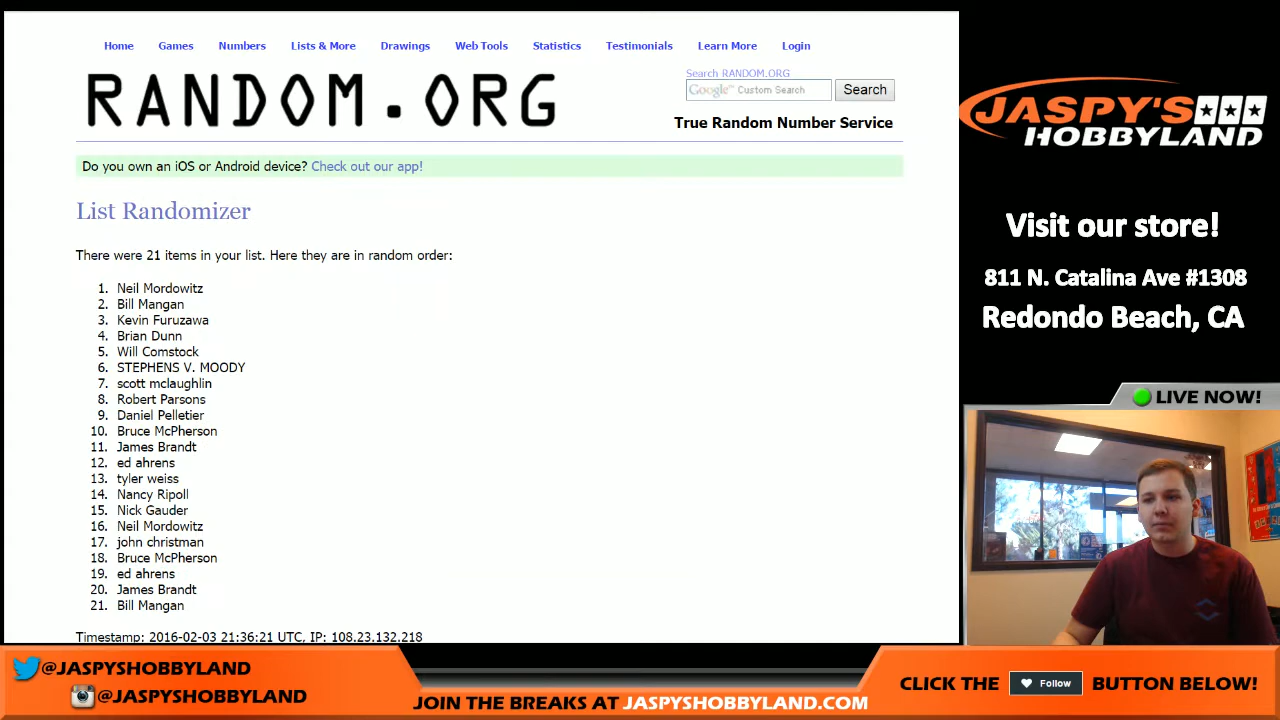 Home Games Numbers Lists & More Drawings Web Tools Statistics Testimonials Learn More Login
RANDOM.ORG
Search RANDOM.ORG
Google™ Custom Search Search
True Random Number Service
Do you own an iOS or Android device? Check out our app!
List Randomizer
There were 21 items in your list. Here they are in random order:
1. Neil Mordowitz
2. Bill Mangan
3. Kevin Furuzawa
4. Brian Dunn
5. Will Comstock
6. STEPHENS V. MOODY
7. scott mclaughlin
8. Robert Parsons
9. Daniel Pelletier
10. Bruce McPherson
11. James Brandt
12. ed ahrens
13. tyler weiss
14. Nancy Ripoll
15. Nick Gauder
16. Neil Mordowitz
17. john christman
18. Bruce McPherson
19. ed ahrens
20. James Brandt
21. Bill Mangan
Timestamp: 2016-02-03 21:36:21 UTC, IP: 108.23.132.218
JASPY'S
HOBBYLAND
Visit our store!
811 N. Catalina Ave #1308
Redondo Beach, CA
LIVE NOW!
@JASPYSHOBBYLAND
@JASPYSHOBBYLAND
JOIN THE BREAKS AT JASPYSHOBBYLAND.COM
CLICK THE Follow BUTTON BELOW!